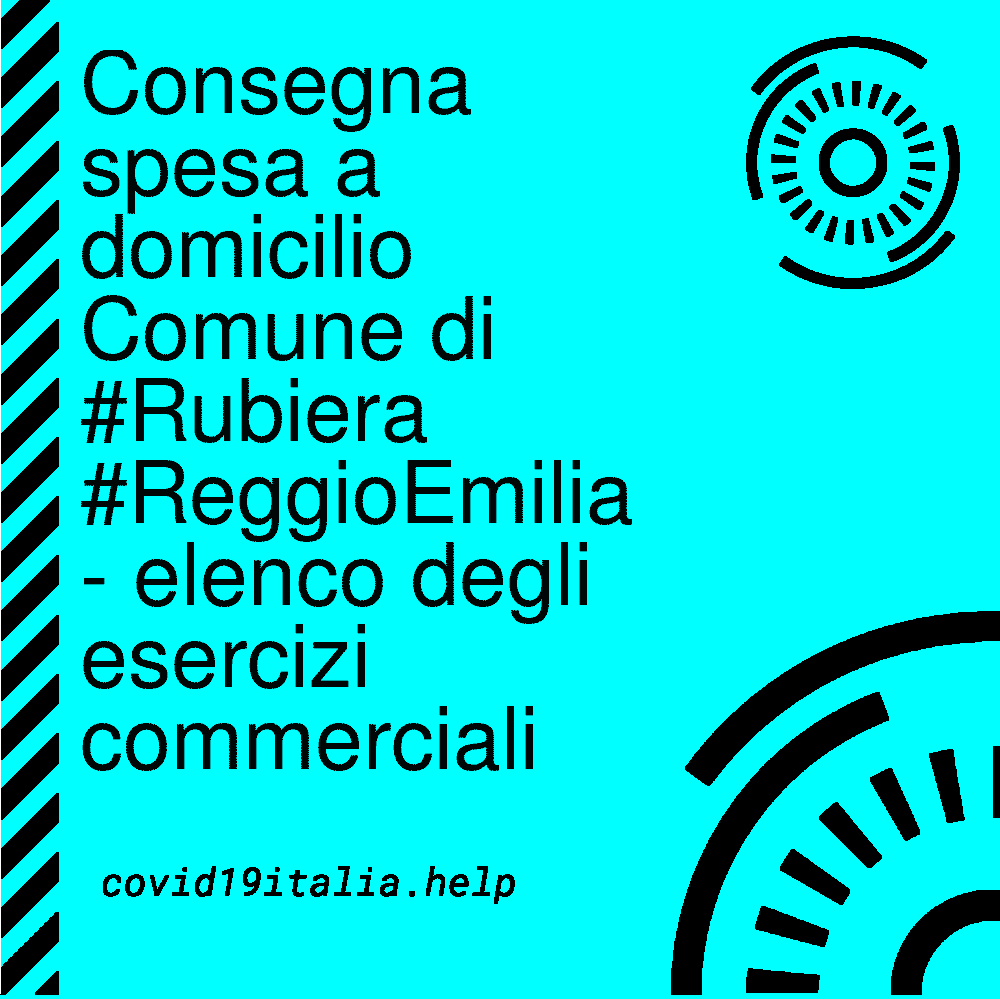 Consegna
spesa a
domicilio
Comune di
#Rubiera
#ReggioEmilia
- elenco degli
esercizi
commerciali
covid19italia.help